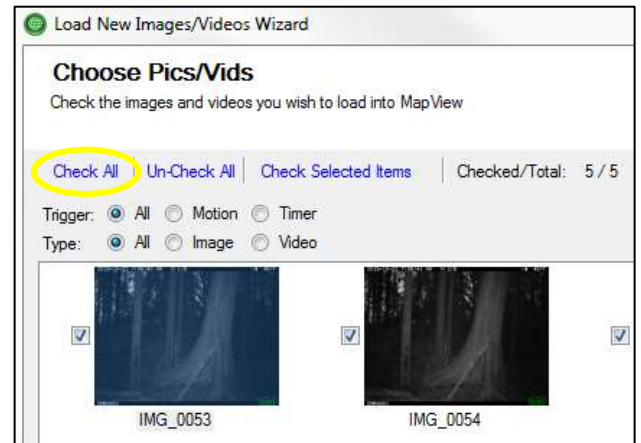 Load New Images/Videos Wizard
Choose Pics/Vids
Check the images and videos you wish to load into MapView
Check All Un-Check All Check Selected Items Checked/Total: 5 / 5
Trigger: All Motion Timer
Type: All Image Video
IMG_0053 IMG_0054